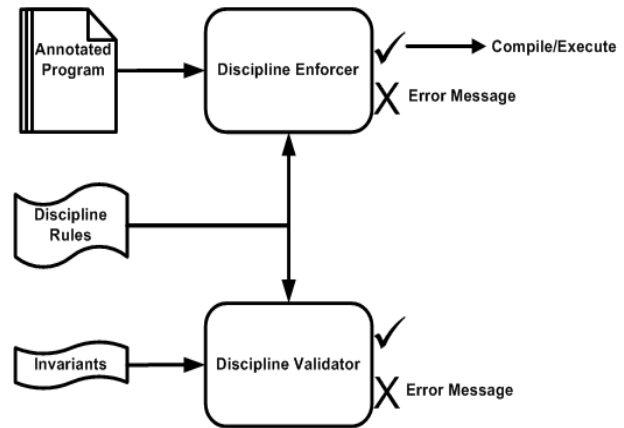 Annotated
Program
Discipline Enforcer
Compile/Execute
Error Message
Discipline
Rules
Invariants
Discipline Validator
Error Message